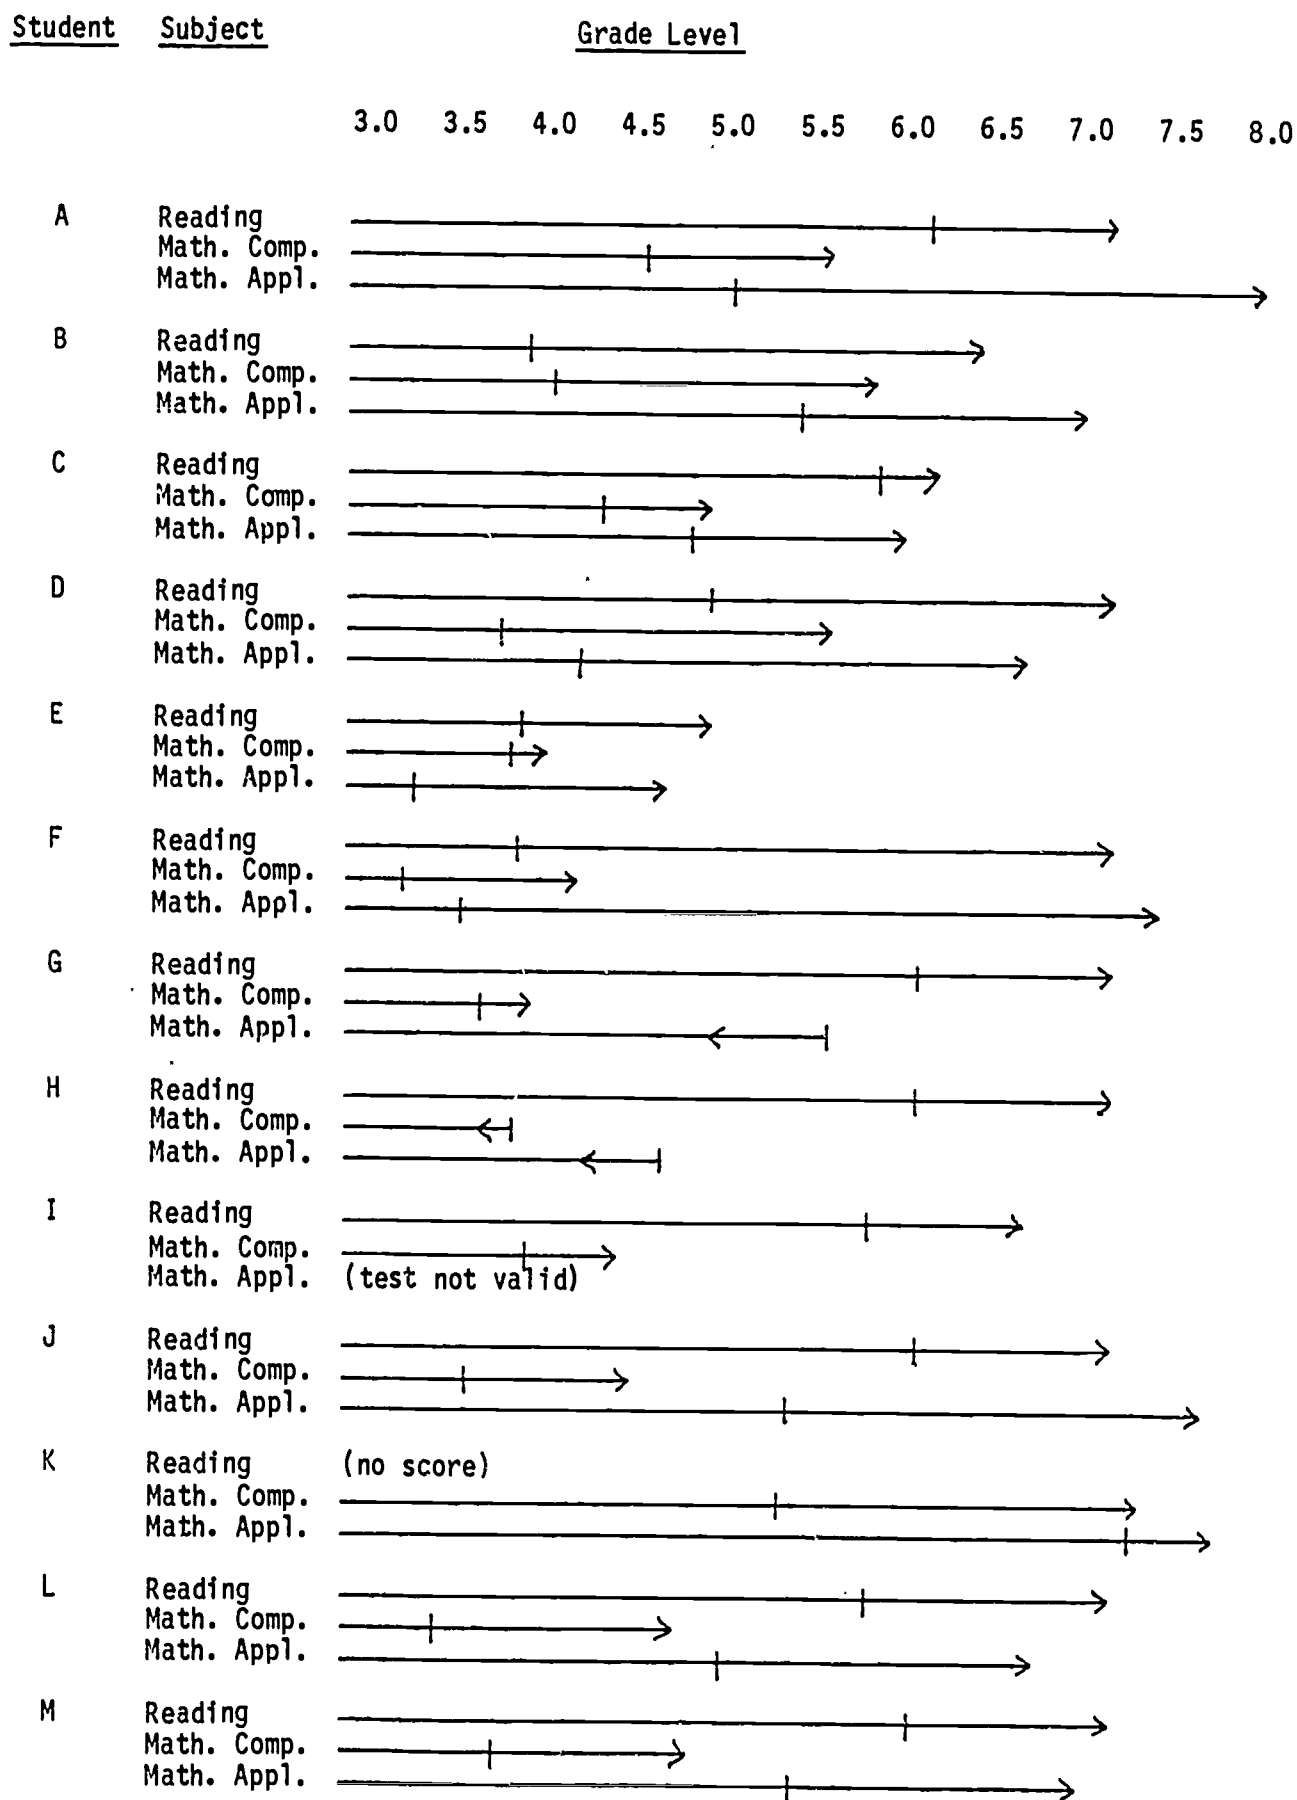 Student Subject Grade Level
3.0 3.5 4.0 4.5 5.0 5.5 6.0 6.5 7.0 7.5 8.0
A Reading
Math. Comp.
Math. Appl.
B Reading
Math. Comp.
Math. Appl.
C Reading
Math. Comp.
Math. Appl.
D Reading
Math. Comp.
Math. Appl.
E Reading
Math. Comp.
Math. Appl.
F Reading
Math. Comp.
Math. Appl.
G Reading
Math. Comp.
Math. Appl.
H Reading
Math. Comp.
Math. Appl.
I Reading
Math. Comp.
Math. Appl. (test not valid)
J Reading
Math. Comp.
Math. Appl.
K Reading (no score)
Math. Comp.
Math. Appl.
L Reading
Math. Comp.
Math. Appl.
M Reading
Math. Comp.
Math. Appl.